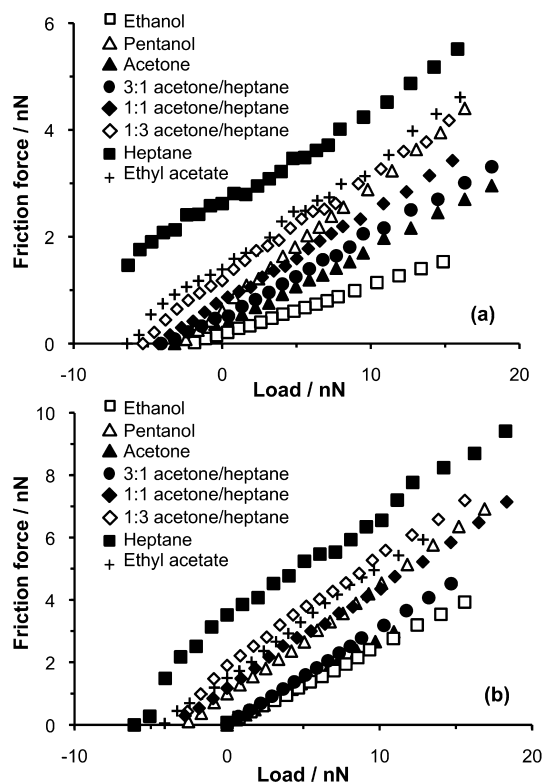 6
4
2
0
Friction force / nN
Ethanol
Pentanol
Acetone
3:1 acetone/heptane
1:1 acetone/heptane
1:3 acetone/heptane
Heptane
Ethyl acetate
(a)
-10
0
10
20
Load / nN
10
8
6
4
2
0
Friction force / nN
Ethanol
Pentanol
Acetone
3:1 acetone/heptane
1:1 acetone/heptane
1:3 acetone/heptane
Heptane
Ethyl acetate
(b)
-10
0
10
20
Load / nN